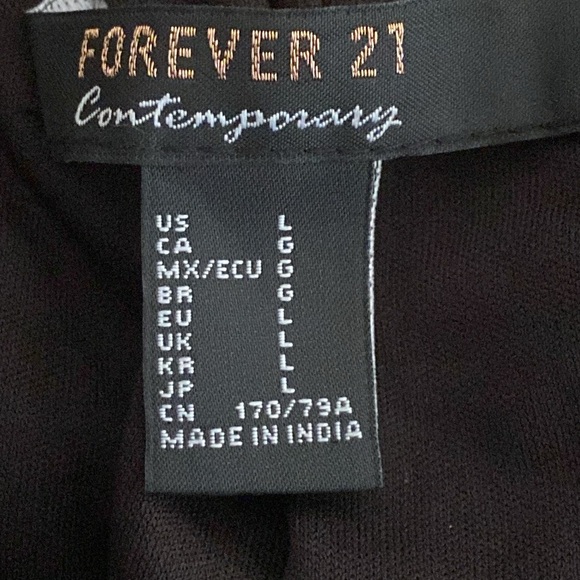 FOREVER 21
Contemporary
US L
CA G
MX/ECU G
BR G
EU L
UK L
KR L
JP L
CN 170/79A
MADE IN INDIA